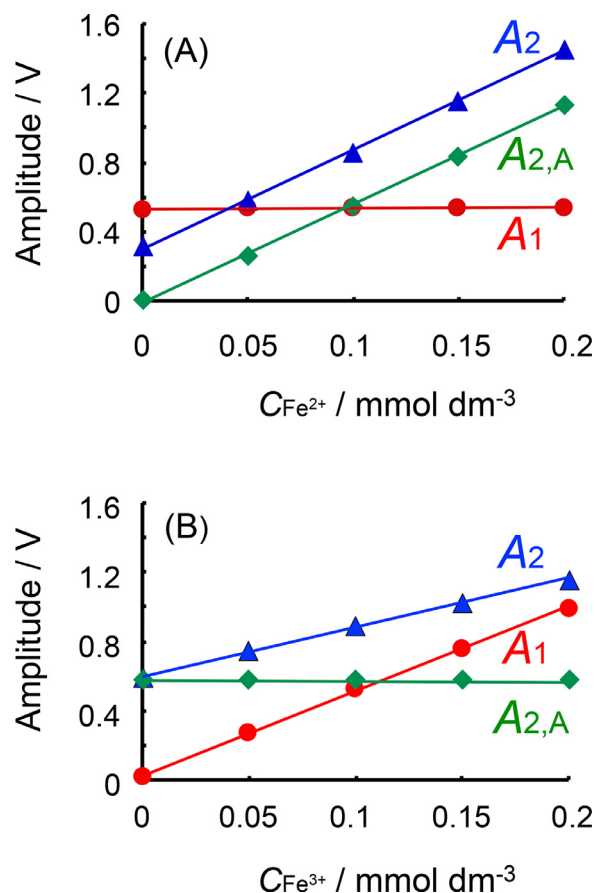 (A)
Amplitude / V
1.6
1.2
0.8
0.4
0
A2
A2,A
A1
0 0.05 0.1 0.15 0.2
CFe2+ / mmol dm-3
(B)
Amplitude / V
1.6
1.2
0.8
0.4
0
A2
A1
A2,A
0 0.05 0.1 0.15 0.2
CFe3+ / mmol dm-3